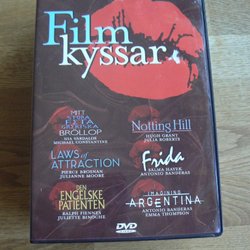 Film
kyssar
MITT
STORA FETA
GREKISKA
BRÖLLOP
NIA VARDALOS
MICHAEL CONSTANTINE
Notting Hill
HUGH GRANT
JULIA ROBERTS
LAWS of
ATTRACTION
PIERCE BROSNAN
JULIANNE MOORE
Frida
SALMA HAYEK
ANTONIO BANDERAS
DEN
ENGELSKE
PATIENTEN
RALPH FIENNES
JULIETTE BINOCHE
IMAGINING
ARGENTINA
ANTONIO BANDERAS
EMMA THOMPSON
DVD